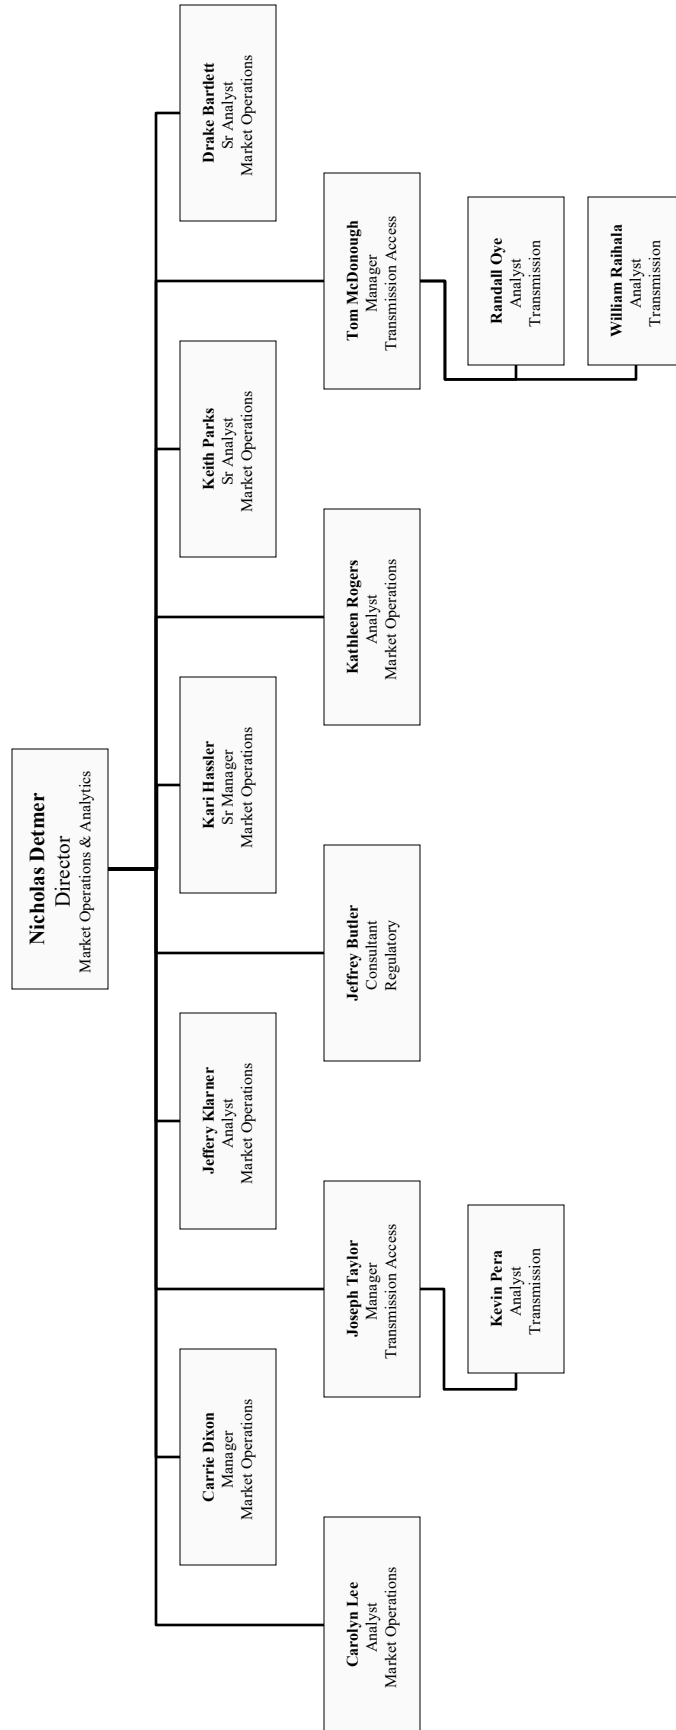 Nicholas Detmer
Director
Market Operations & Analytics
Carrie Dixon
Manager
Market Operations
Jeffery Klarner
Analyst
Market Operations
Kari Hassler
Sr Manager
Market Operations
Keith Parks
Sr Analyst
Market Operations
Drake Bartlett
Sr Analyst
Market Operations
Carolyn Lee
Analyst
Market Operations
Joseph Taylor
Manager
Transmission Access
Jeffrey Butler
Consultant
Regulatory
Kathleen Rogers
Analyst
Market Operations
Tom McDonough
Manager
Transmission Access
Kevin Pera
Analyst
Transmission
Randall Oye
Analyst
Transmission
William Raihala
Analyst
Transmission